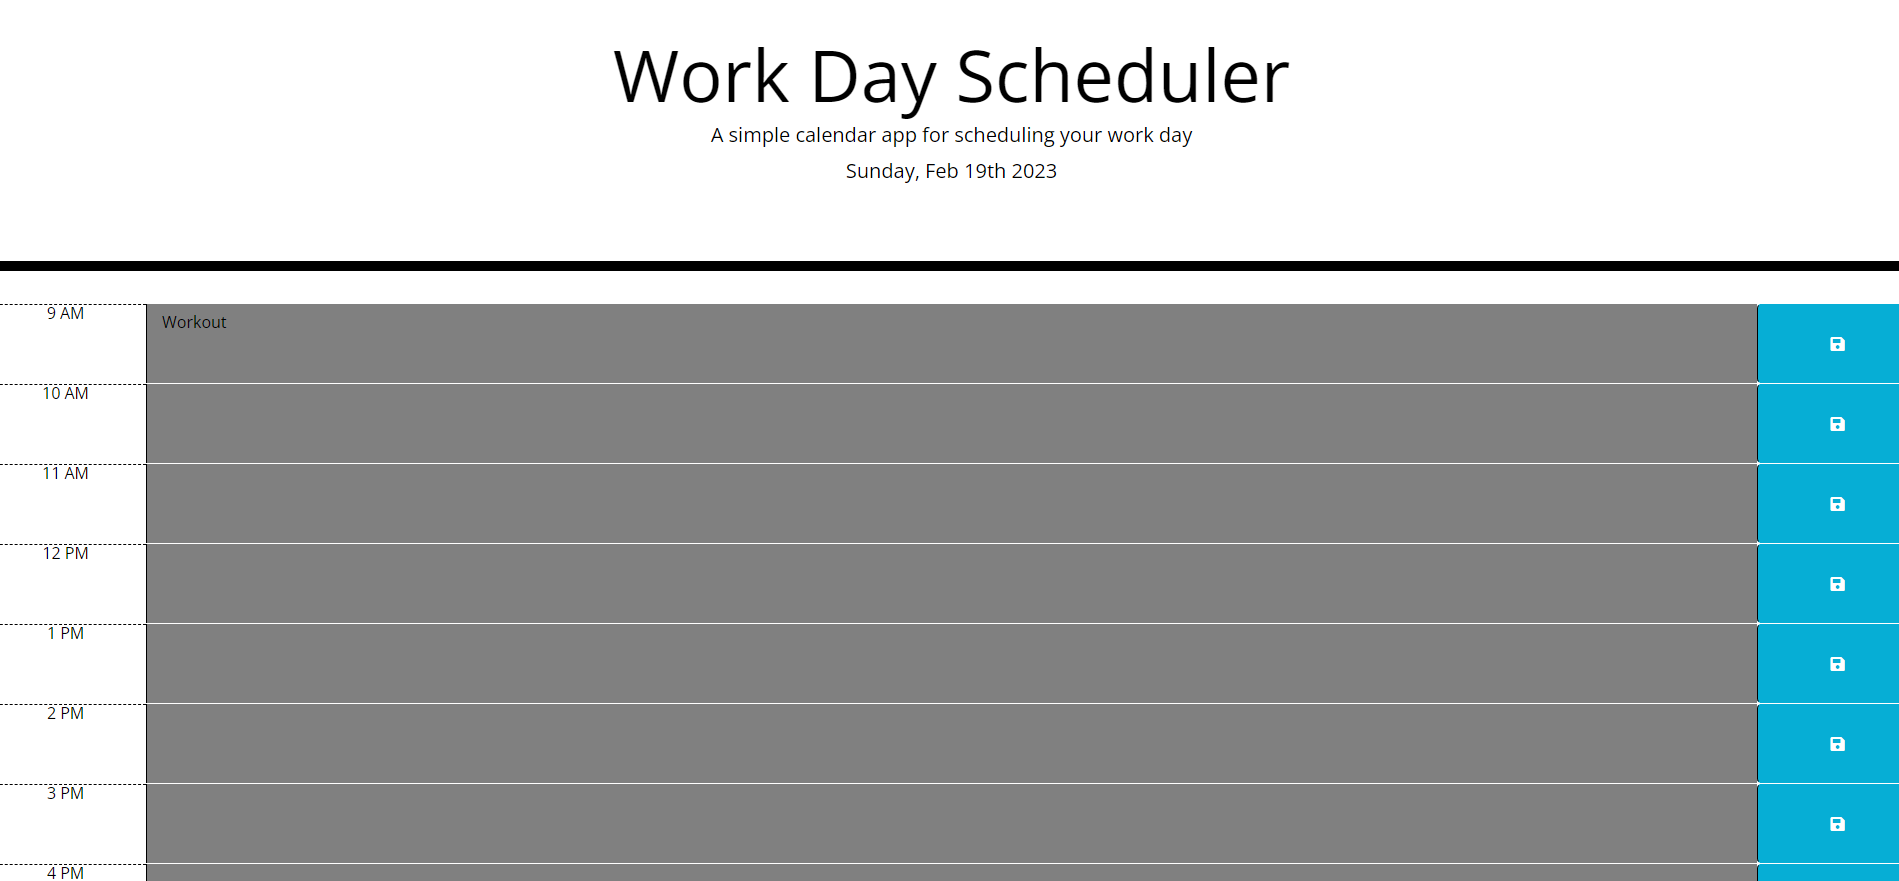 Work Day Scheduler
A simple calendar app for scheduling your work day
Sunday, Feb 19th 2023
9 AM
Workout
10 AM
11 AM
12 PM
1 PM
2 PM
3 PM
4 PM